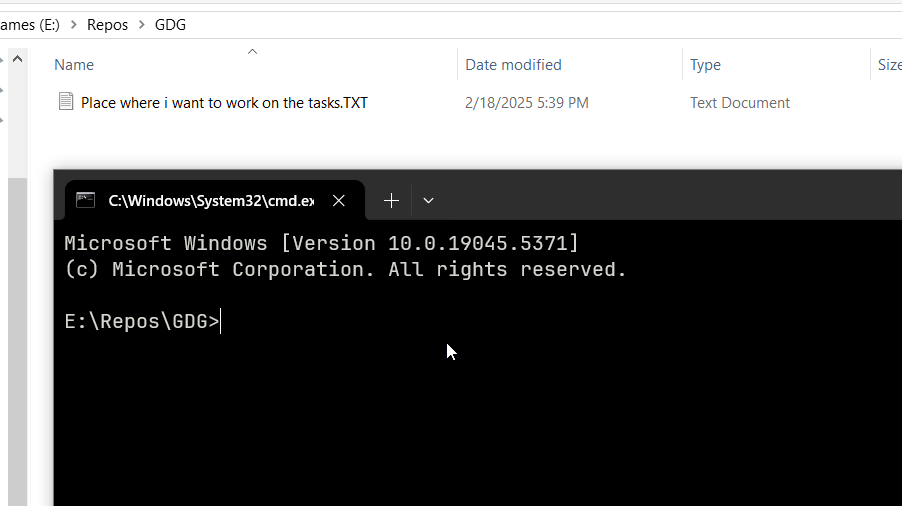 ames (E:) > Repos > GDG
Name Date modified Type Size
Place where i want to work on the tasks.TXT 2/18/2025 5:39 PM Text Document
C:\Windows\System32\cmd.ex
Microsoft Windows [Version 10.0.19045.5371]
(c) Microsoft Corporation. All rights reserved.
E:\Repos\GDG>